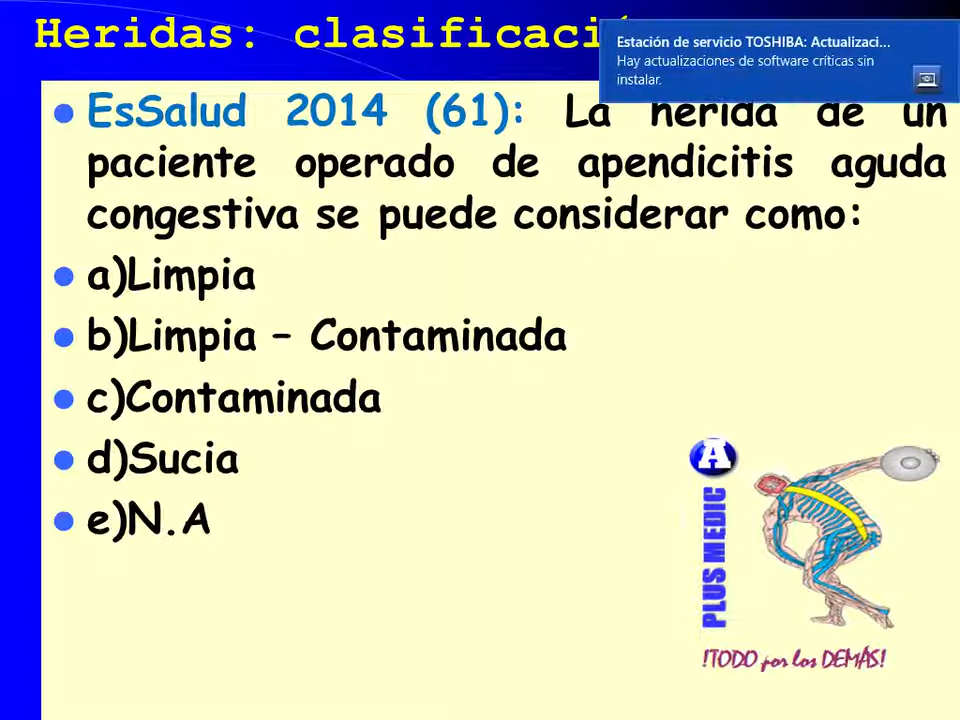 Heridas: clasificació
Estación de servicio TOSHIBA: Actualizaci...
Hay actualizaciones de software críticas sin
instalar.
EsSalud 2014 (61): La herida de un
paciente operado de apendicitis aguda
congestiva se puede considerar como:
a)Limpia
b)Limpia – Contaminada
c)Contaminada
d)Sucia
e)N.A
A
PLUS MEDIC
!TODO por los DEMÁS!